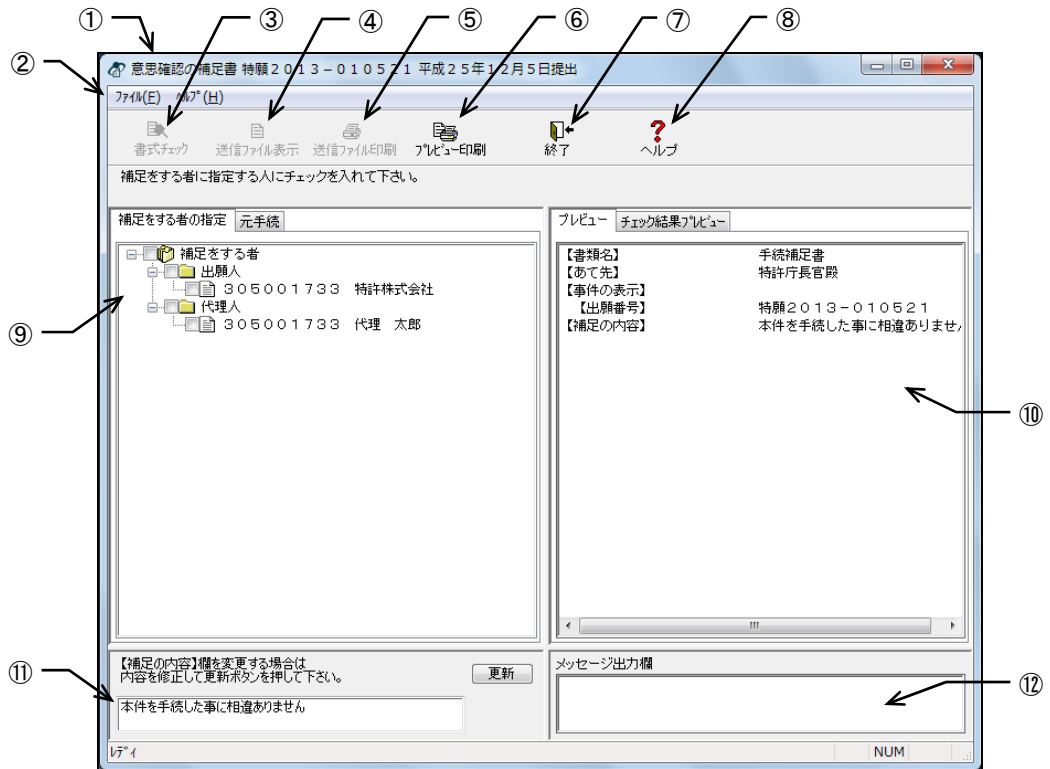 ① ③ ④ ⑤ ⑥ ⑦ ⑧
②
意思確認の補足書 特願２０１３－０１０５２１ 平成２５年１２月５日提出
ﾌｧｲﾙ(F) ﾍﾙﾌﾟ(H)
書式ﾁｪｯｸ 送信ﾌｧｲﾙ表示 送信ﾌｧｲﾙ印刷 ﾌﾟﾚﾋﾞｭｰ印刷 終了 ヘルプ
補足をする者に指定する人にチェックを入れて下さい。
補足をする者の指定 元手続
補足をする者
出願人
３０５００１７３３ 特許株式会社
代理人
３０５００１７３３ 代理 太郎
⑨
プレビュー ﾁｪｯｸ結果ﾌﾟﾚﾋﾞｭｰ
【書類名】 手続補足書
【あて先】 特許庁長官殿
【事件の表示】
【出願番号】 特願２０１３－０１０５２１
【補足の内容】 本件を手続した事に相違ありませ
⑩
⑪
【補足の内容】欄を変更する場合は
内容を修正して更新ボタンを押して下さい。
更新
本件を手続した事に相違ありません
メッセージ出力欄
⑫
ﾚﾃﾞｨ NUM